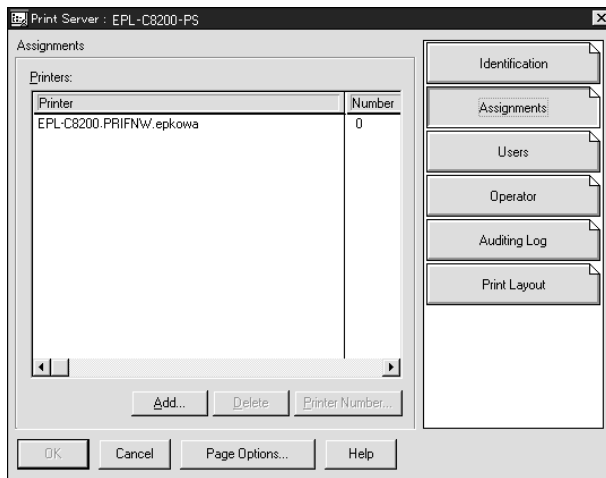 Print Server : EPL-C8200-PS
Assignments
Printers:
Printer Number
EPL-C8200.PRIFNW.epkowa 0
Add... Delete Printer Number...
OK Cancel Page Options... Help
Identification
Assignments
Users
Operator
Auditing Log
Print Layout